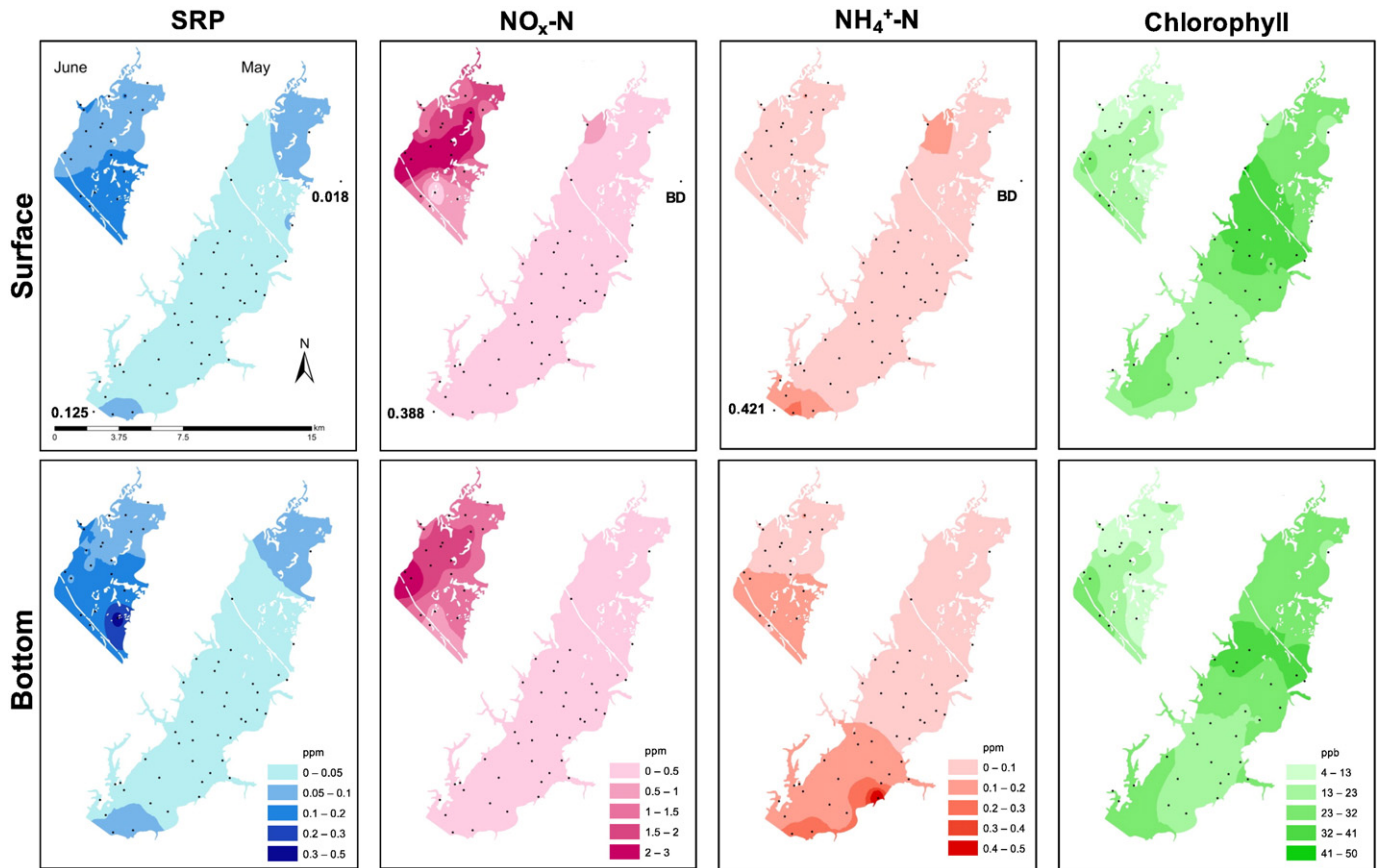 SRP
NOₓ-N
NH₄⁺-N
Chlorophyll
Surface
June
May
0.018
N
0.125
km
0
3.75
7.5
15
BD
0.388
BD
0.421
Bottom
ppm
0 – 0.05
0.05 – 0.1
0.1 – 0.2
0.2 – 0.3
0.3 – 0.5
ppm
0 – 0.5
0.5 – 1
1 – 1.5
1.5 – 2
2 – 3
ppm
0 – 0.1
0.1 – 0.2
0.2 – 0.3
0.3 – 0.4
0.4 – 0.5
ppb
4 – 13
13 – 23
23 – 32
32 – 41
41 – 50